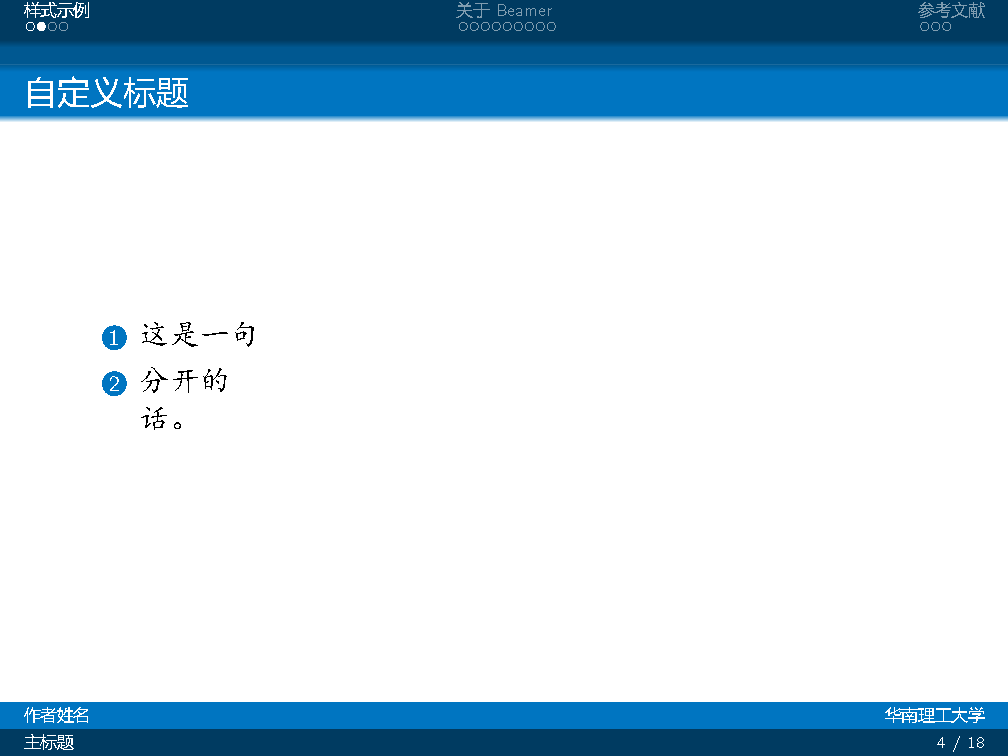 样式示例 关于 Beamer 参考文献
自定义标题
1 这是一句
2 分开的
话。
作者姓名 华南理工大学
主标题 4 / 18